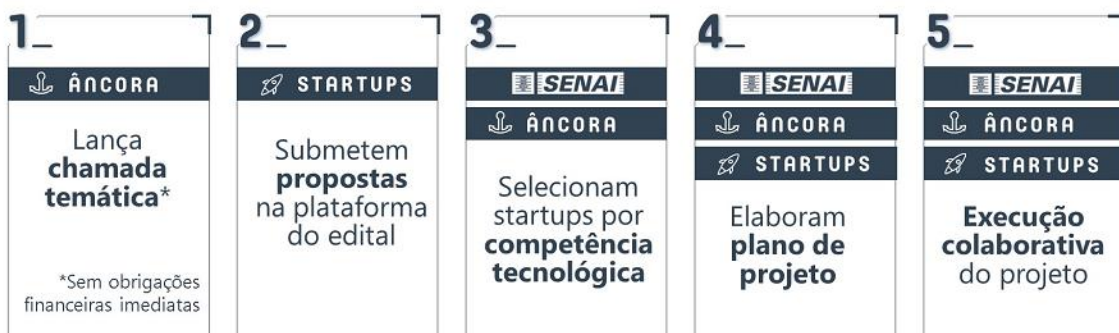 1_
ÂNCORA
Lança
chamada
temática*
*Sem obrigações
financeiras imediatas
2_
STARTUPS
Submetem
propostas
na plataforma
do edital
3_
SENAI
ÂNCORA
Selecionam
startups por
competência
tecnológica
4_
SENAI
ÂNCORA
STARTUPS
Elaboram
plano de
projeto
5_
SENAI
ÂNCORA
STARTUPS
Execução
colaborativa
do projeto